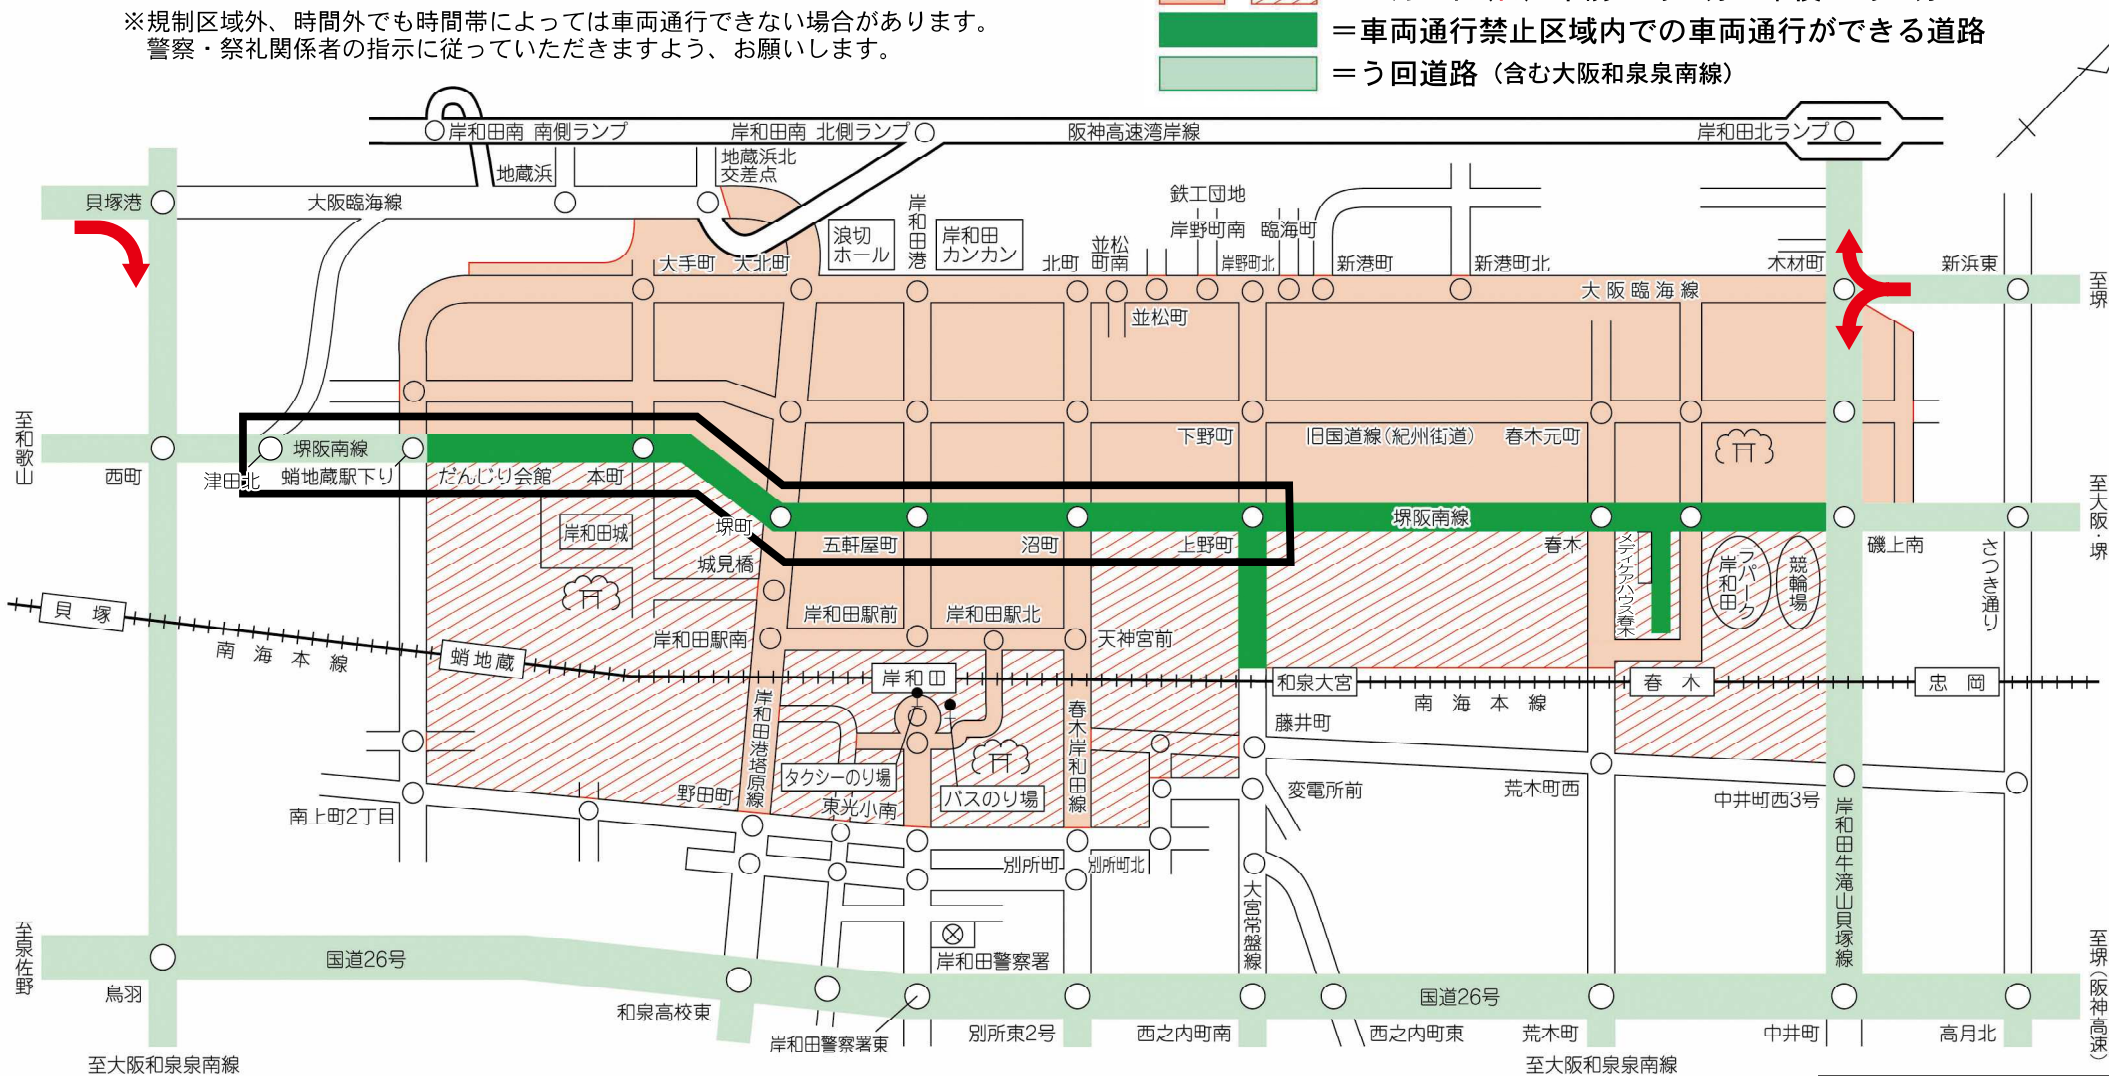 ※規制区域外、時間外でも時間帯によっては車両通行できない場合があります。
警察・祭礼関係者の指示に従っていただきますよう、お願いします。
＝車両通行禁止区域内での車両通行ができる道路
＝う回道路（含む大阪和泉泉南線）
岸和田南 南側ランプ
岸和田南 北側ランプ
阪神高速湾岸線
岸和田北ランプ
地蔵浜
地蔵浜北
交差点
貝塚港
大阪臨海線
浪切
ホール
岸和田港
岸和田
カンカン
鉄工団地
並松
町南
岸野町南
臨海町
大手町
大北町
北町
岸野町北
新港町
新港町北
木材町
新浜東
至堺
大阪臨海線
並松町
至和歌山
西町
津田北
堺阪南線
蛸地蔵駅下り
だんじり会館
本町
下野町
旧国道線(紀州街道)
春木元町
至大阪・堺
岸和田城
堺町
城見橋
五軒屋町
沼町
上野町
堺阪南線
春木
メディケアハウス春木
ラパーク
岸和田
競輪場
磯上南
さつき通り
貝塚
南海本線
蛸地蔵
岸和田駅南
岸和田駅前
岸和田駅北
天神宮前
岸和田
和泉大宮
南海本線
春木
忠岡
岸和田港塔原線
春木岸和田線
藤井町
タクシーのり場
バスのり場
野田町
東光小南
変電所前
荒木町西
中井町西3号
南上町2丁目
別所町
別所町北
大宮常盤線
岸和田牛滝山貝塚線
至泉佐野
国道26号
岸和田警察署
国道26号
至堺(阪神高速)
鳥羽
和泉高校東
岸和田警察署東
別所東2号
西之内町南
西之内町東
荒木町
中井町
高月北
至大阪和泉泉南線
至大阪和泉泉南線